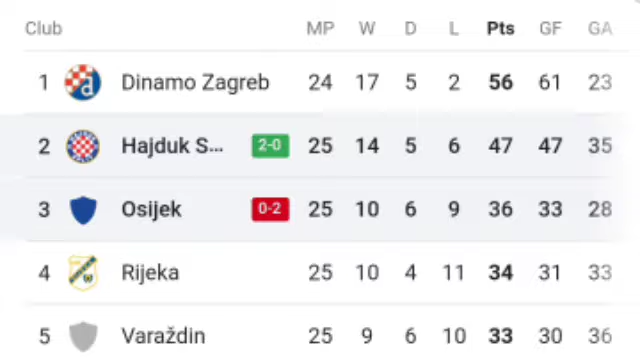 Club MP W D L Pts GF GA
1 Dinamo Zagreb 24 17 5 2 56 61 23
2 Hajduk S... 2-0 25 14 5 6 47 47 35
3 Osijek 0-2 25 10 6 9 36 33 28
4 Rijeka 25 10 4 11 34 31 33
5 Varaždin 25 9 6 10 33 30 36